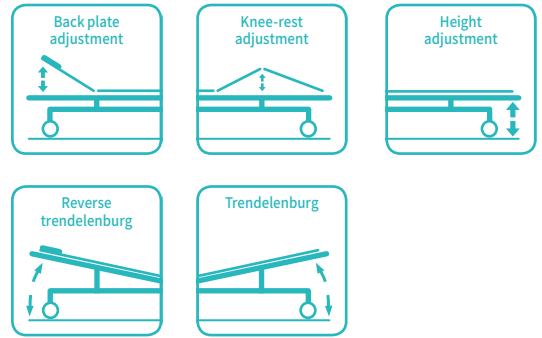 Back plate
adjustment
Knee-rest
adjustment
Height
adjustment
Reverse
trendelenburg
Trendelenburg